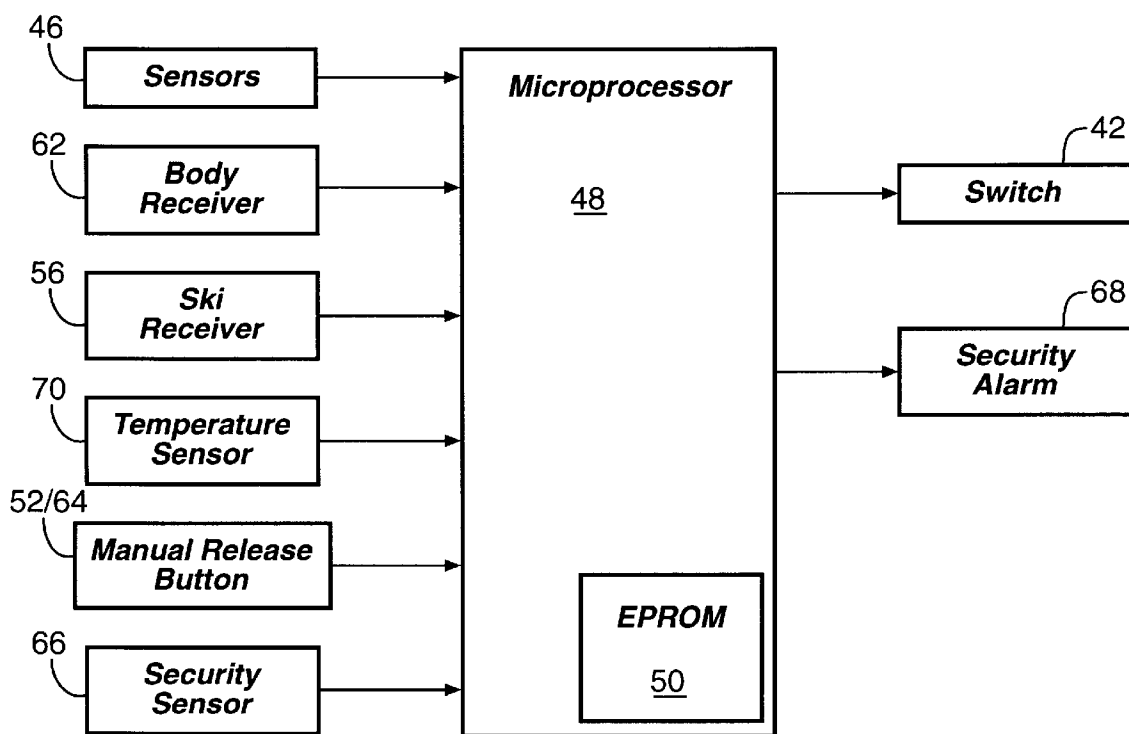 46
Sensors
62
Body
Receiver
56
Ski
Receiver
70
Temperature
Sensor
52/64
Manual Release
Button
66
Security
Sensor
Microprocessor
48
EPROM
50
42
Switch
68
Security
Alarm